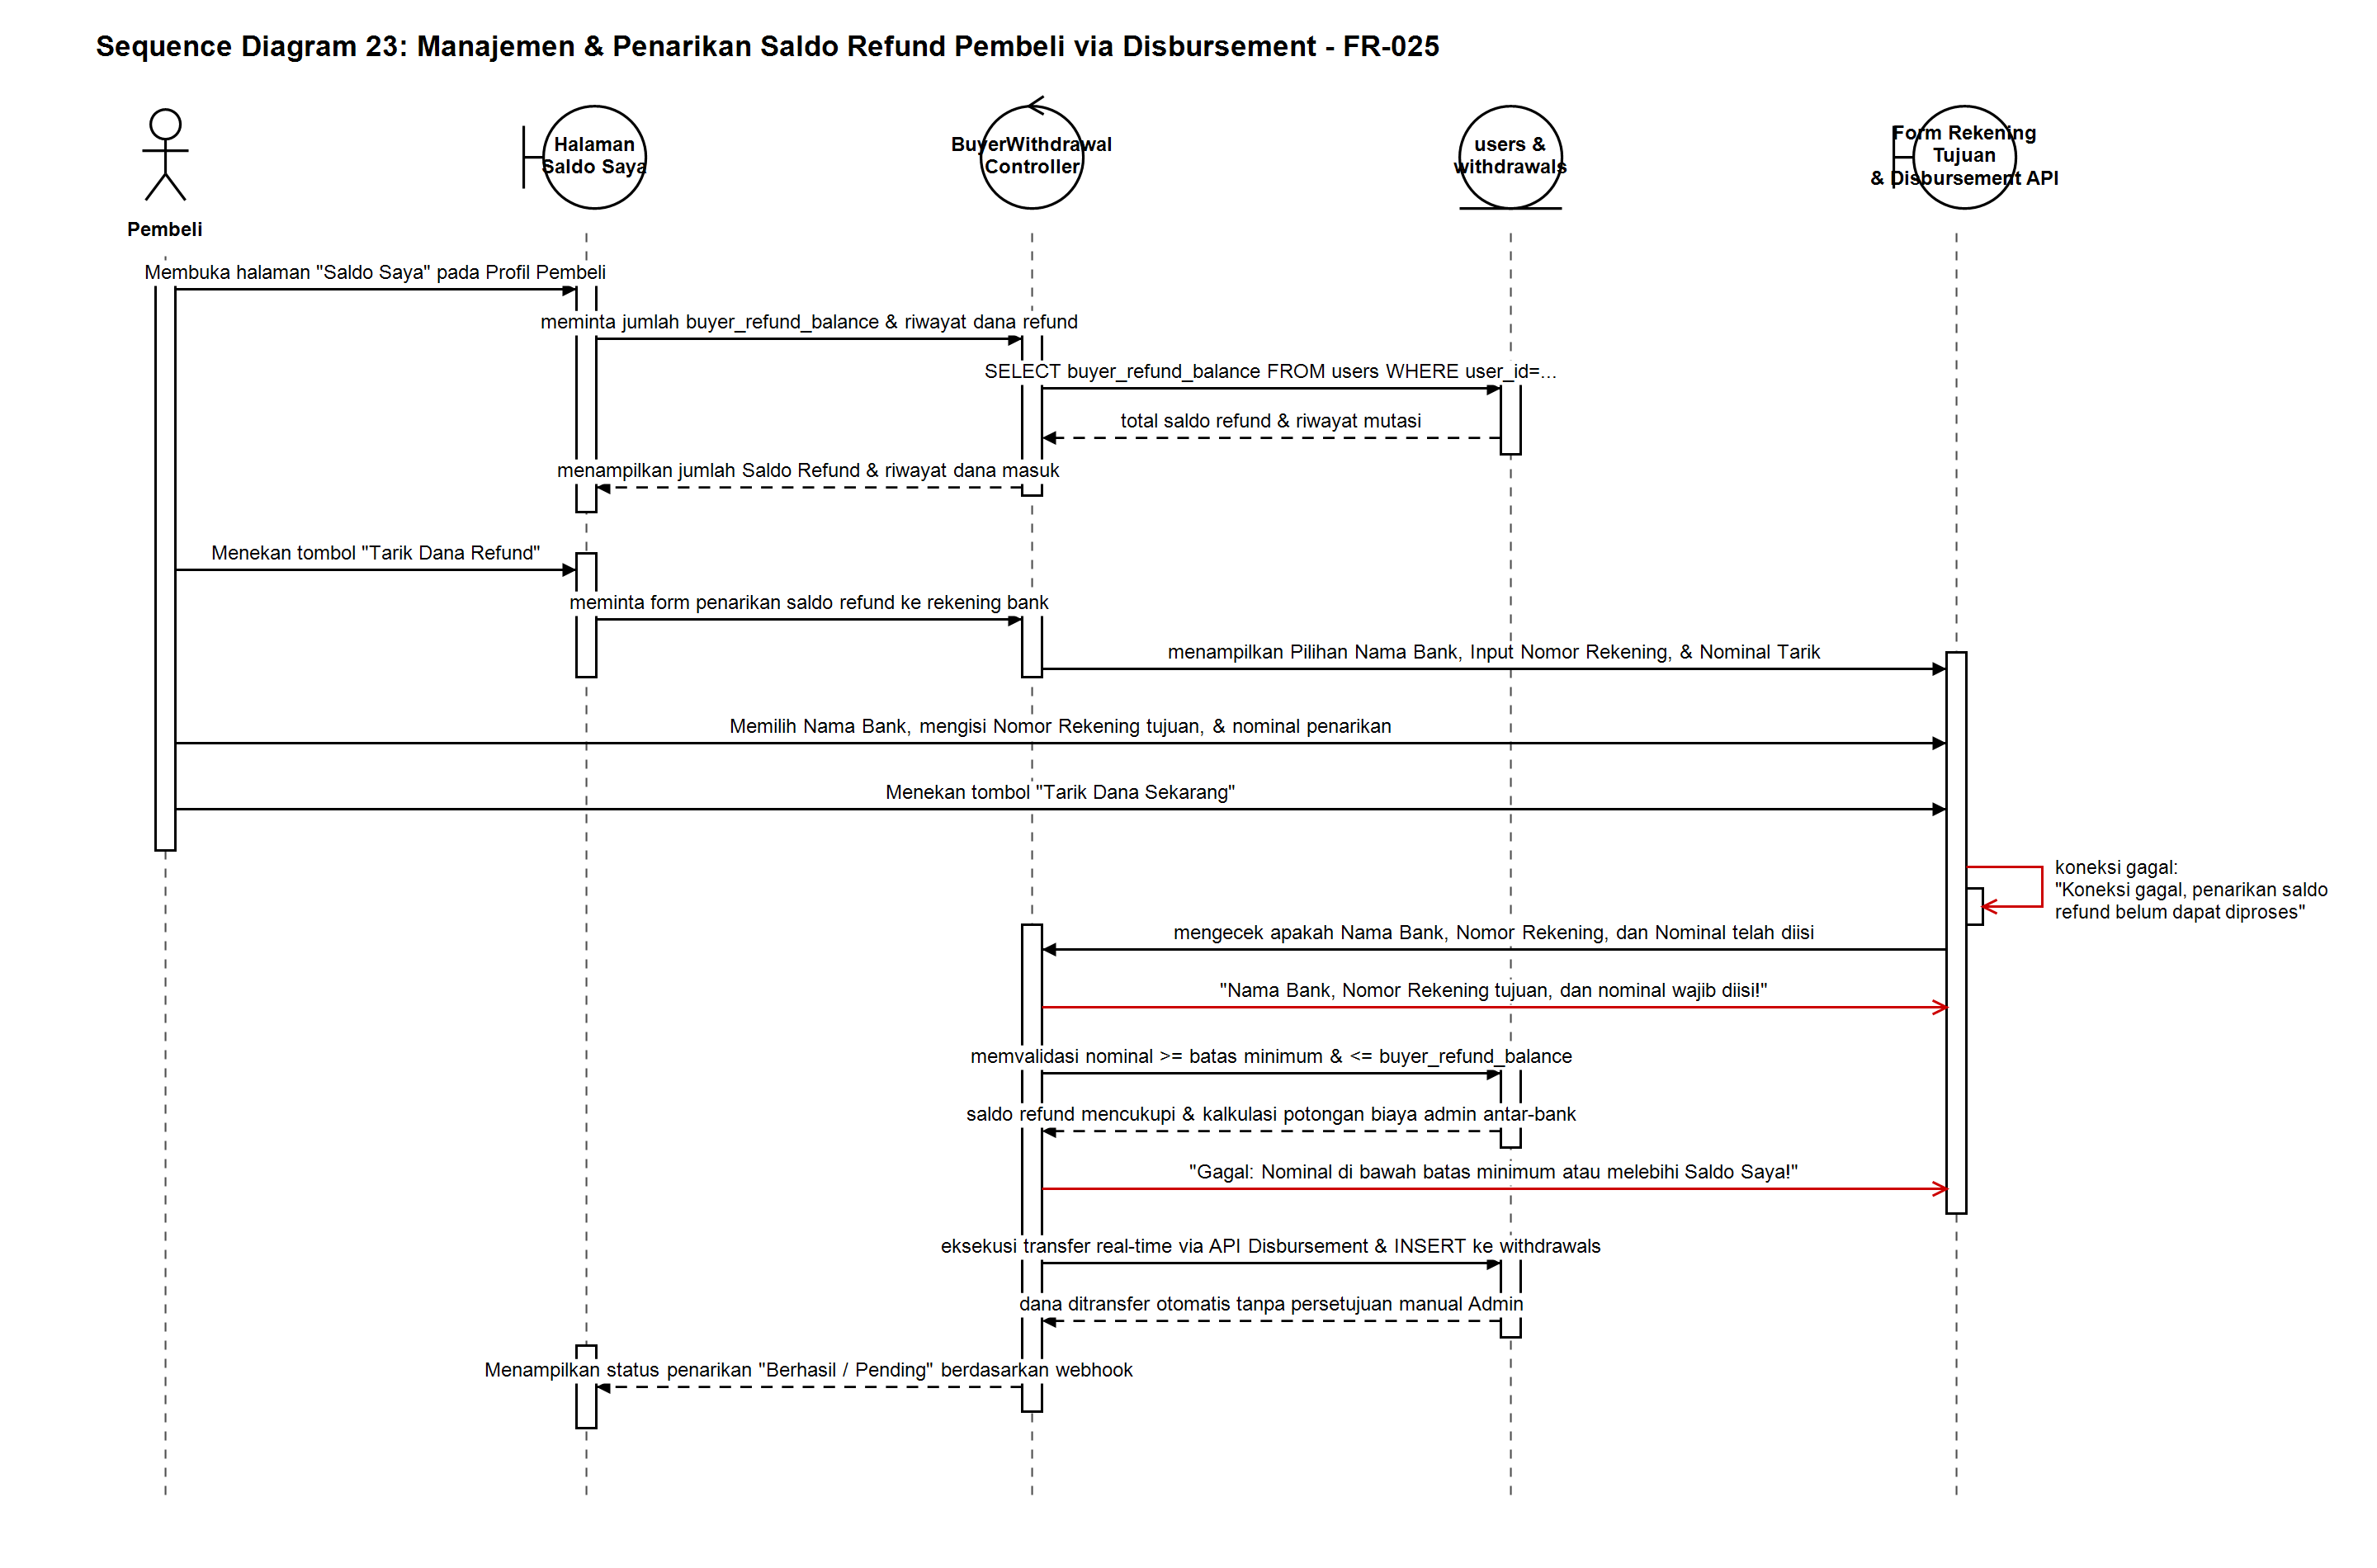 Sequence Diagram 23: Manajemen & Penarikan Saldo Refund Pembeli via Disbursement - FR-025
Pembeli
Halaman
Saldo Saya
BuyerWithdrawal
Controller
users &
withdrawals
Form Rekening
Tujuan
& Disbursement API
Membuka halaman "Saldo Saya" pada Profil Pembeli
meminta jumlah buyer_refund_balance & riwayat dana refund
SELECT buyer_refund_balance FROM users WHERE user_id=...
total saldo refund & riwayat mutasi
menampilkan jumlah Saldo Refund & riwayat dana masuk
Menekan tombol "Tarik Dana Refund"
meminta form penarikan saldo refund ke rekening bank
menampilkan Pilihan Nama Bank, Input Nomor Rekening, & Nominal Tarik
Memilih Nama Bank, mengisi Nomor Rekening tujuan, & nominal penarikan
Menekan tombol "Tarik Dana Sekarang"
koneksi gagal:
"Koneksi gagal, penarikan saldo
refund belum dapat diproses"
mengecek apakah Nama Bank, Nomor Rekening, dan Nominal telah diisi
"Nama Bank, Nomor Rekening tujuan, dan nominal wajib diisi!"
memvalidasi nominal >= batas minimum & <= buyer_refund_balance
saldo refund mencukupi & kalkulasi potongan biaya admin antar-bank
"Gagal: Nominal di bawah batas minimum atau melebihi Saldo Saya!"
eksekusi transfer real-time via API Disbursement & INSERT ke withdrawals
dana ditransfer otomatis tanpa persetujuan manual Admin
Menampilkan status penarikan "Berhasil / Pending" berdasarkan webhook